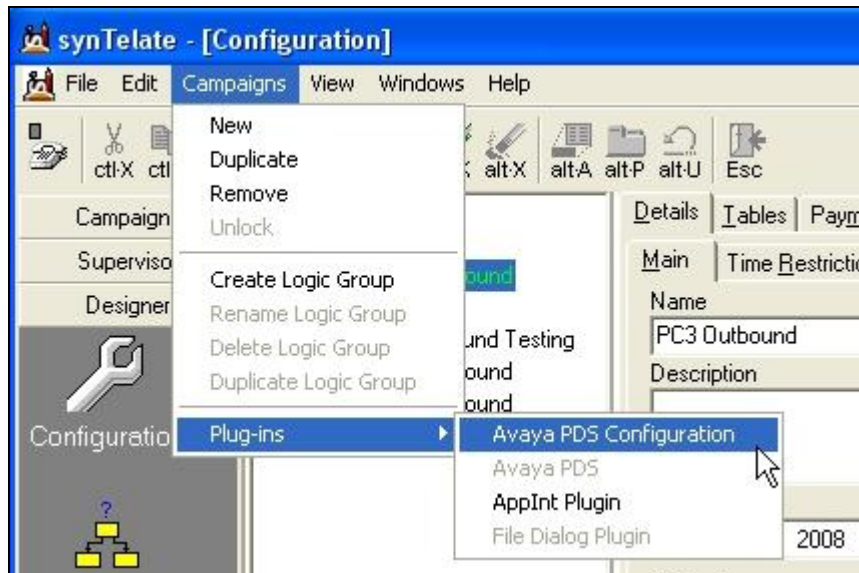 synTelate - [Configuration]
File Edit Campaigns View Windows Help
ctl-X alt-X alt-A alt-P alt-U Esc
New
Duplicate
Remove
Unlock
Create Logic Group
Rename Logic Group
Delete Logic Group
Duplicate Logic Group
Plug-ins
Avaya PDS Configuration
Avaya PDS
AppInt Plugin
File Dialog Plugin
Campaign
Superviso
Designer
Configuratio
?
ound
und Testing
ound
ound
Details Tables Paym
Main Time Restrictio
Name
PC3 Outbound
Description
2008